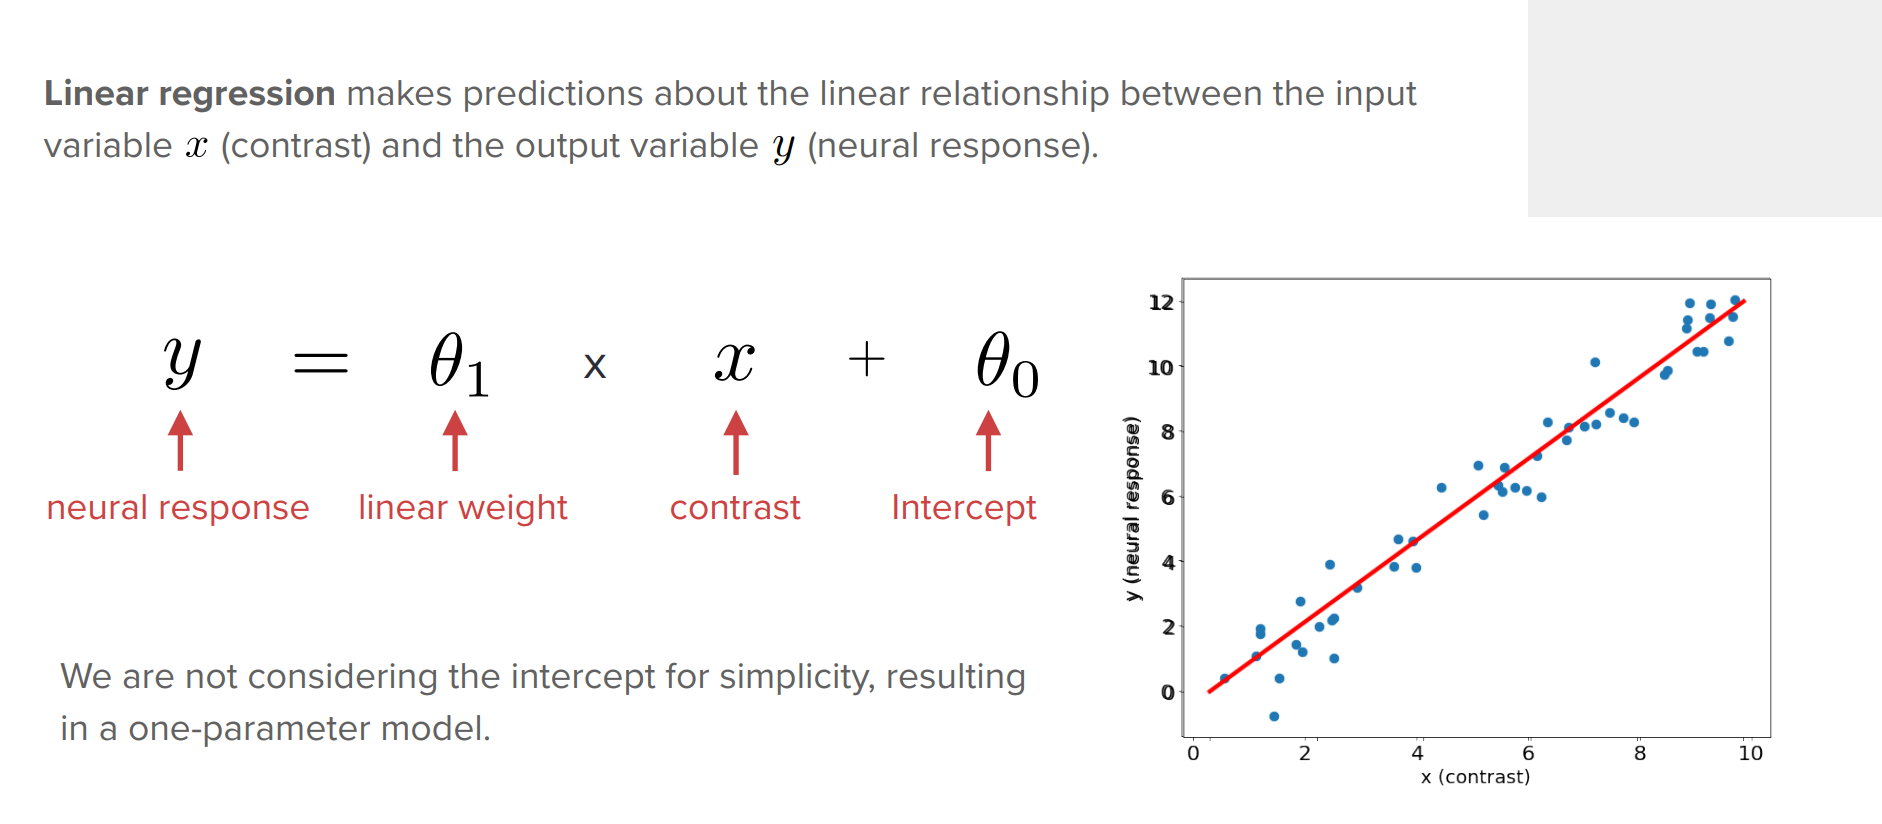 Linear regression makes predictions about the linear relationship between the input
variable x (contrast) and the output variable y (neural response).
y = θ₁ x x + θ₀
neural response linear weight contrast Intercept
We are not considering the intercept for simplicity, resulting
in a one-parameter model.
y (neural response)
12
10
8
6
4
2
0
0 2 4 6 8 10
x (contrast)